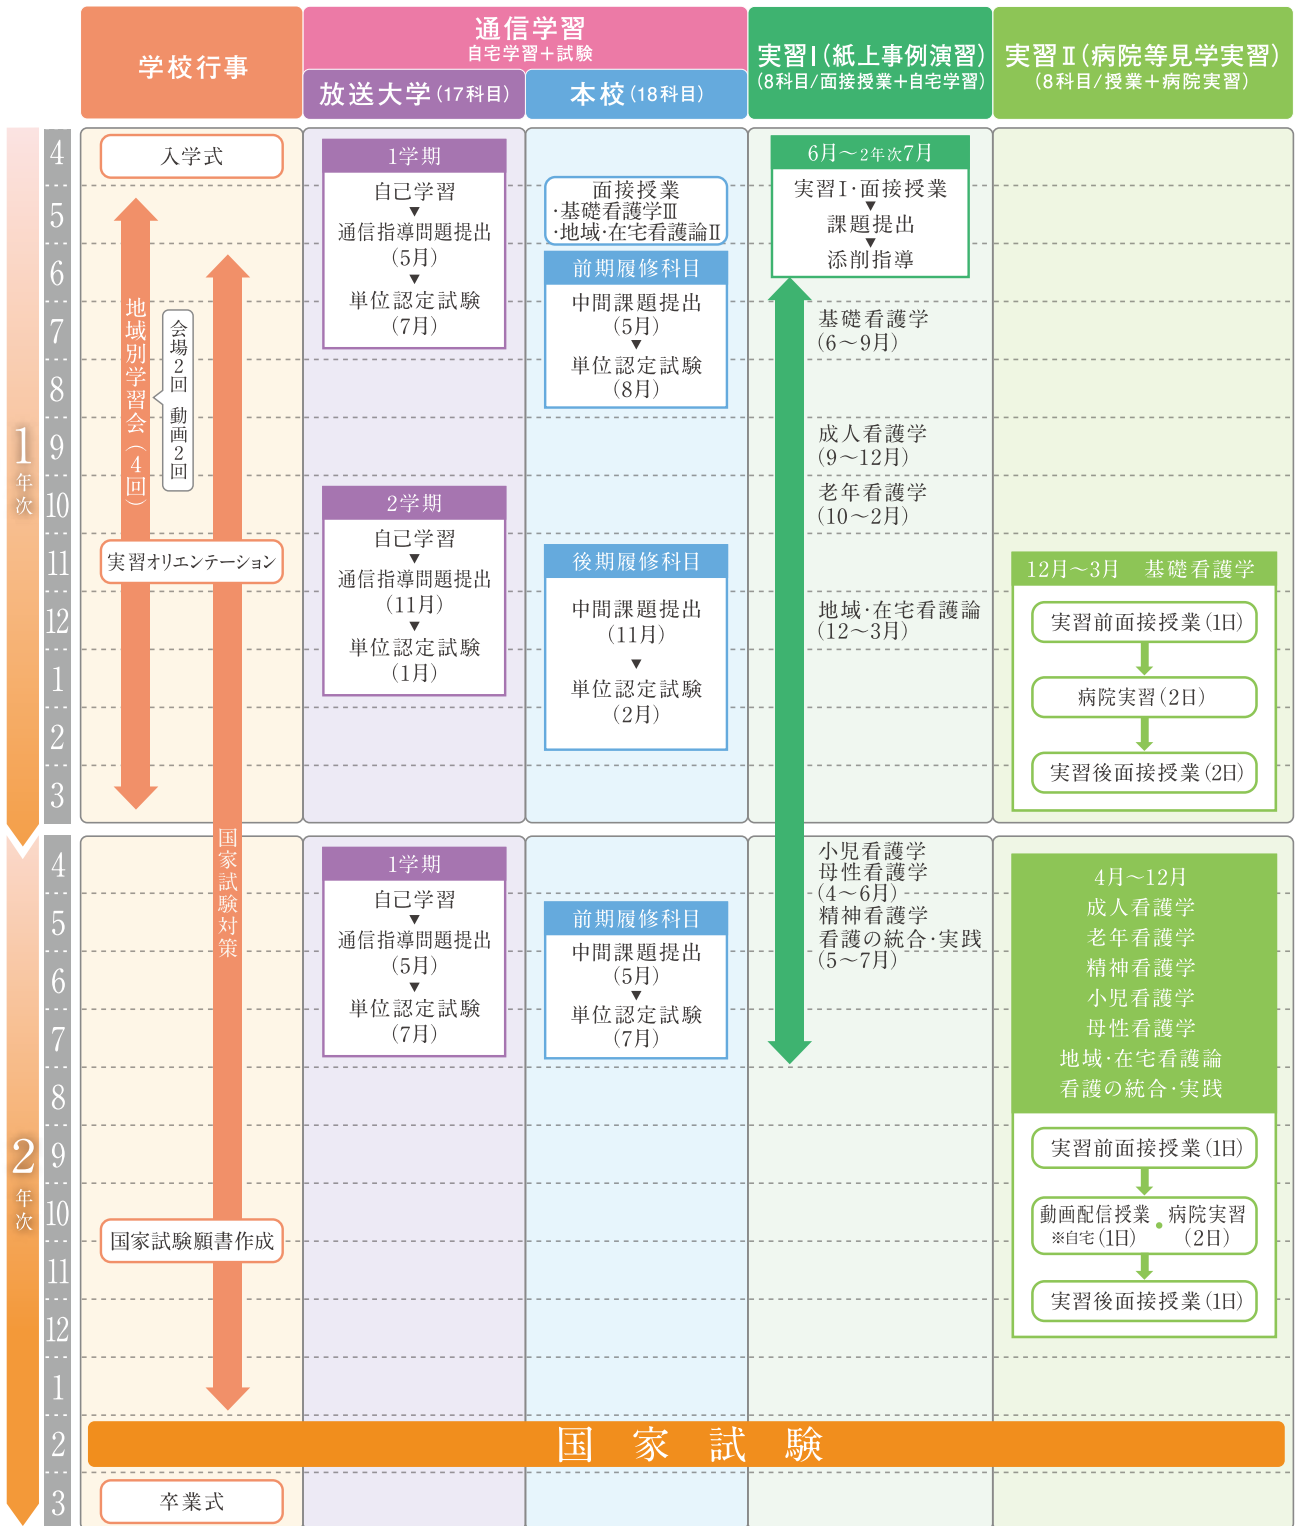 学校行事
通信学習
自宅学習+試験
放送大学(17科目)
本校(18科目)
実習Ⅰ(紙上事例演習)
(8科目/面接授業+自宅学習)
実習Ⅱ(病院等見学実習)
(8科目/授業+病院実習)
1
年次
4
5
6
7
8
9
10
11
12
1
2
3
入学式
地域別学習会(4回)
会場2回 動画2回
実習オリエンテーション
国家試験対策
1学期
自己学習
▼
通信指導問題提出
(5月)
▼
単位認定試験
(7月)
2学期
自己学習
▼
通信指導問題提出
(11月)
▼
単位認定試験
(1月)
面接授業
・基礎看護学Ⅲ
・地域・在宅看護論Ⅱ
前期履修科目
中間課題提出
(5月)
▼
単位認定試験
(8月)
後期履修科目
中間課題提出
(11月)
▼
単位認定試験
(2月)
6月〜2年次7月
実習Ⅰ・面接授業
▼
課題提出
▼
添削指導
基礎看護学
(6〜9月)
成人看護学
(9〜12月)
老年看護学
(10〜2月)
地域・在宅看護論
(12〜3月)
12月〜3月 基礎看護学
実習前面接授業(1日)
病院実習(2日)
実習後面接授業(2日)
2
年次
4
5
6
7
8
9
10
11
12
1
2
3
国家試験願書作成
1学期
自己学習
▼
通信指導問題提出
(5月)
▼
単位認定試験
(7月)
前期履修科目
中間課題提出
(5月)
▼
単位認定試験
(7月)
小児看護学
母性看護学
(4〜6月)
精神看護学
看護の統合・実践
(5〜7月)
4月〜12月
成人看護学
老年看護学
精神看護学
小児看護学
母性看護学
地域・在宅看護論
看護の統合・実践
実習前面接授業(1日)
動画配信授業
※自宅(1日)
・
病院実習
(2日)
実習後面接授業(1日)
国家試験
卒業式